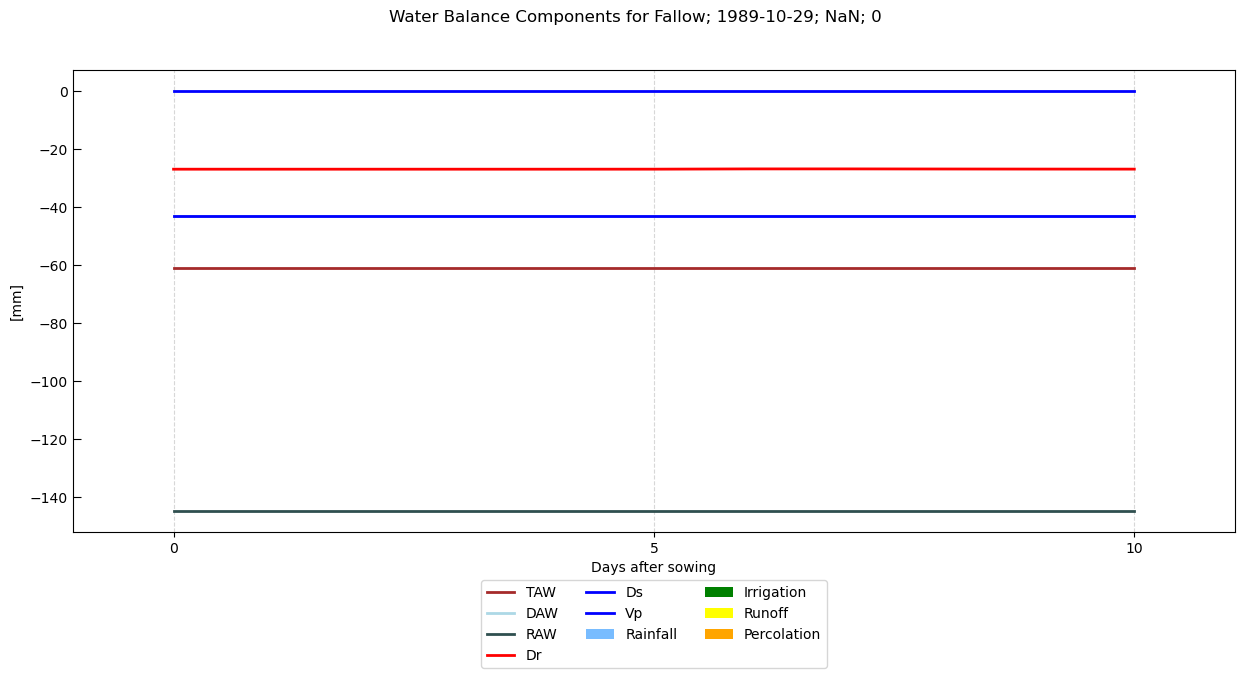 Water Balance Components for Fallow; 1989-10-29; NaN; 0
0
−20
−40
−60
−80
−100
−120
−140
[mm]
0 5 10
Days after sowing
TAW Ds Irrigation
DAW Vp Runoff
RAW Rainfall Percolation
Dr